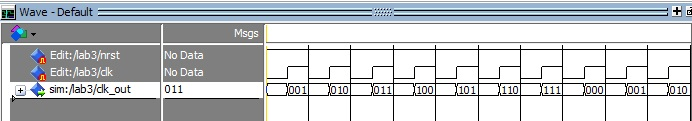 Wave - Default
Msgs
Edit:/lab3/nrst No Data
Edit:/lab3/clk No Data
sim:/lab3/clk_out 011 001 010 011 100 101 110 111 000 001 010